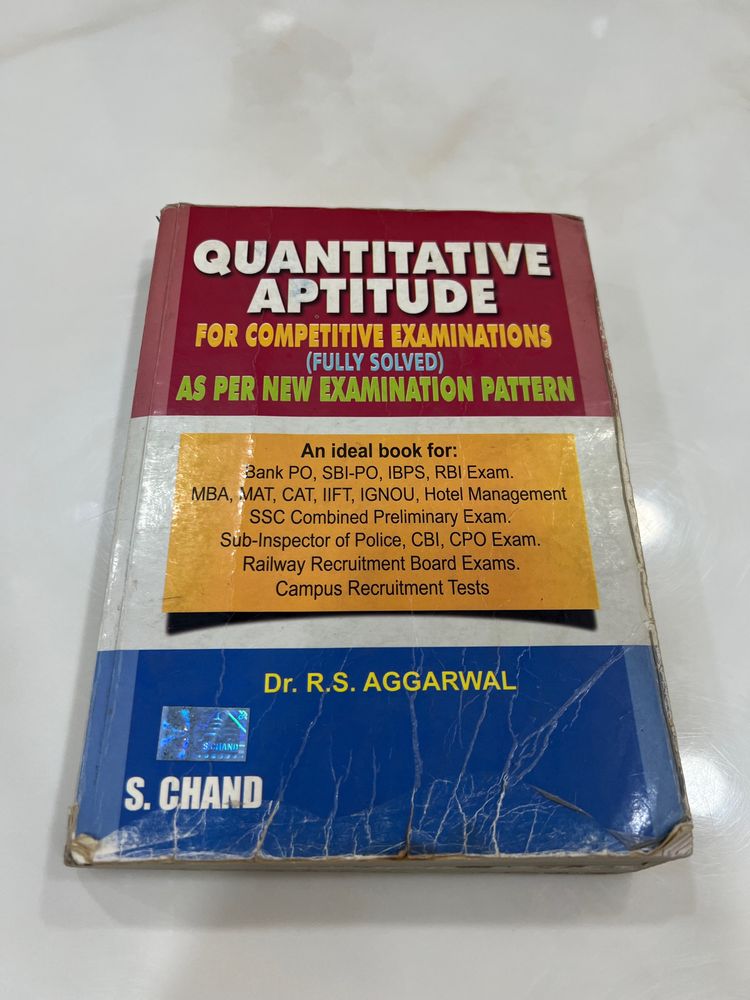 QUANTITATIVE
APTITUDE
FOR COMPETITIVE EXAMINATIONS
(FULLY SOLVED)
AS PER NEW EXAMINATION PATTERN
An ideal book for:
Bank PO, SBI-PO, IBPS, RBI Exam.
MBA, MAT, CAT, IIFT, IGNOU, Hotel Management
SSC Combined Preliminary Exam.
Sub-Inspector of Police, CBI, CPO Exam.
Railway Recruitment Board Exams.
Campus Recruitment Tests
Dr. R.S. AGGARWAL
S.CHAND
S. CHAND